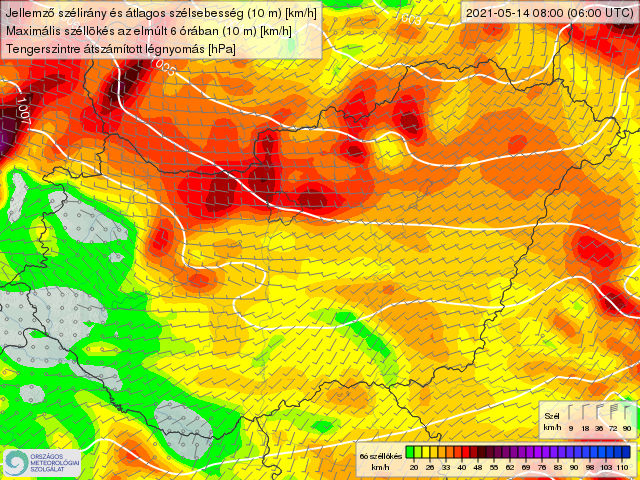 Jellemző szélirány és átlagos szélsebesség (10 m) [km/h]
Maximális széllökés az elmúlt 6 órában (10 m) [km/h]
Tengerszintre átszámított légnyomás [hPa]
2021-05-14 08:00 (06:00 UTC)
1007
Szél
km/h 9 18 36 72 90
6ó széllökés
km/h
20 26 33 40 48 55 62 69 76 83 90 98 103 110
ORSZÁGOS
METEOROLÓGIAI
SZOLGÁLAT